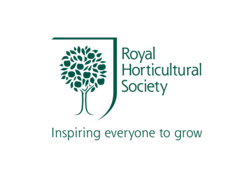 Royal
Horticultural
Society
Inspiring everyone to grow